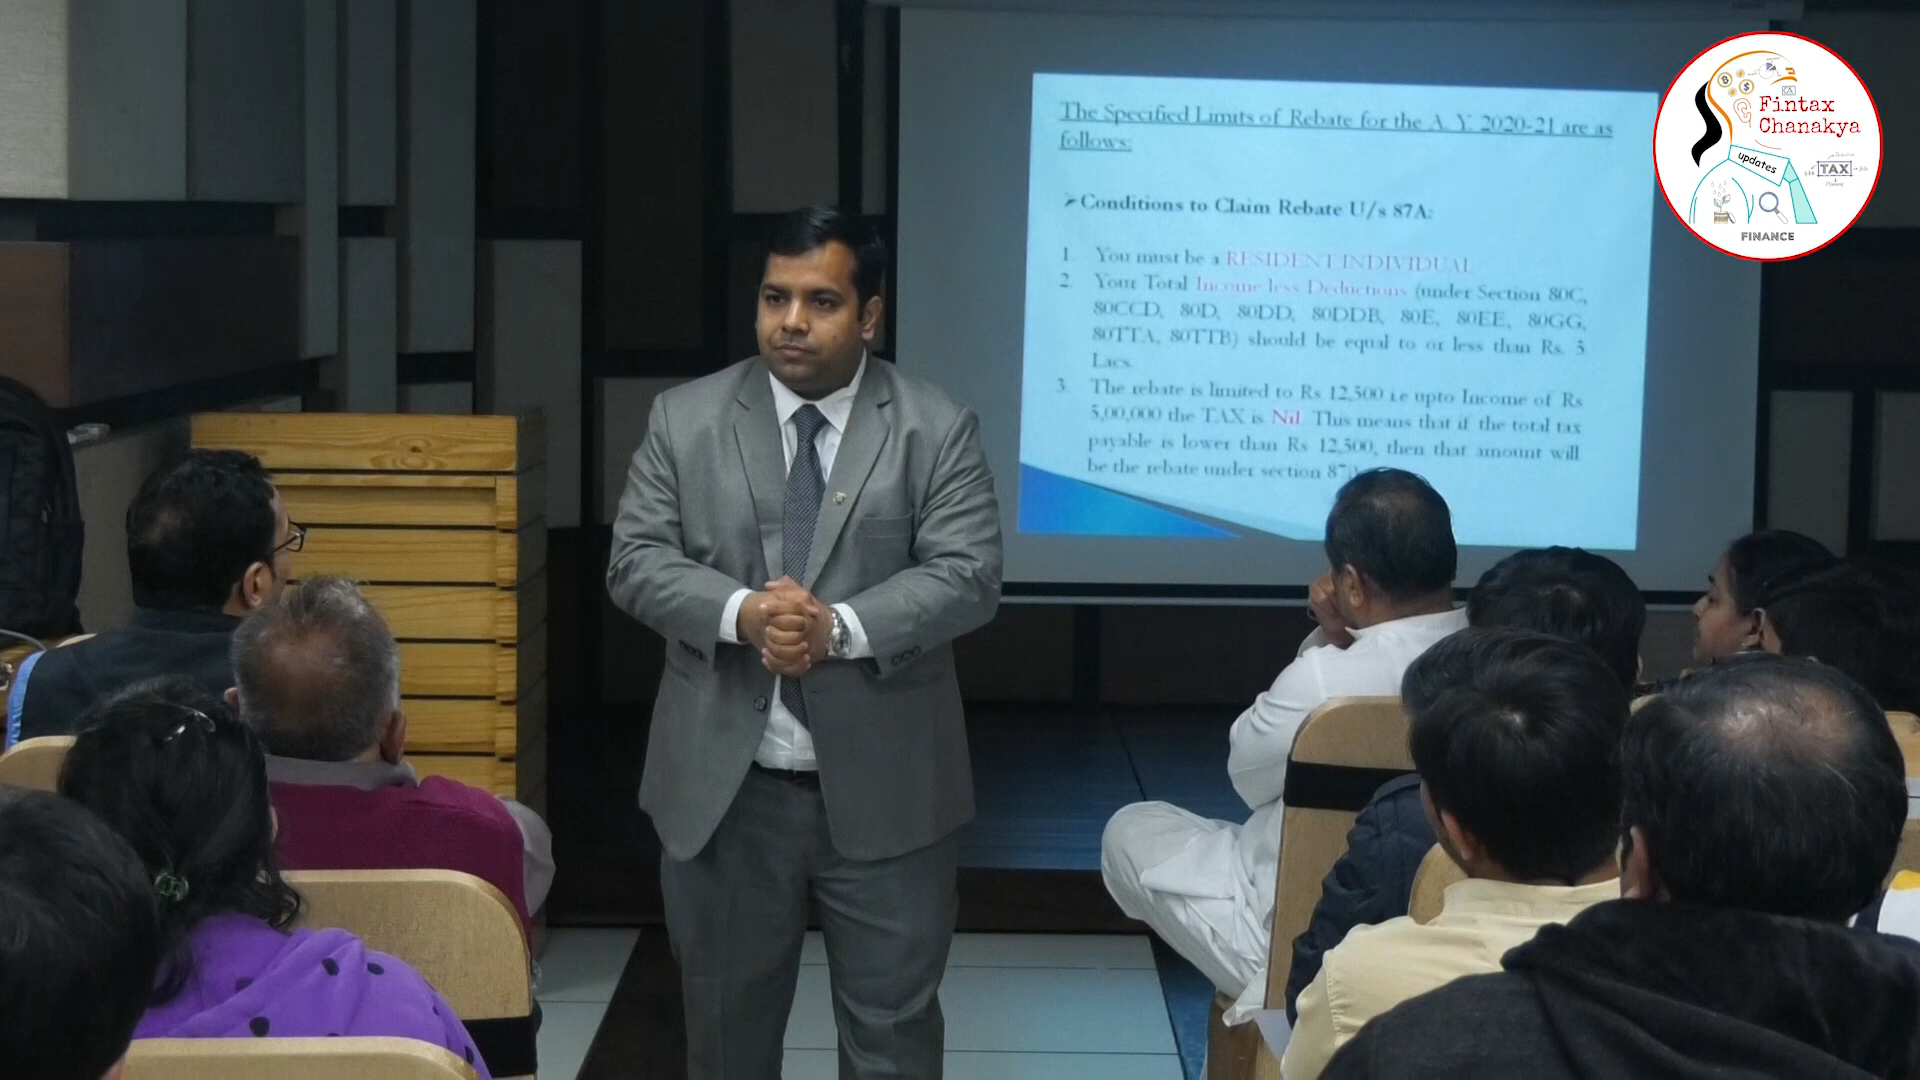 The Specified Limits of Rebate for the A. Y. 2020-21 are as
follows:
➢Conditions to Claim Rebate U/s 87A:
1. You must be a RESIDENT INDIVIDUAL
2. Your Total Income less Deductions (under Section 80C,
80CCD, 80D, 80DD, 80DDB, 80E, 80EE, 80GG,
80TTA, 80TTB) should be equal to or less than Rs. 5
Lacs.
3. The rebate is limited to Rs 12,500 i.e upto Income of Rs
5,00,000 the TAX is Nil. This means that if the total tax
payable is lower than Rs 12,500, then that amount will
be the rebate under section
Fintax
Chanakya
updates
TAX
FINANCE